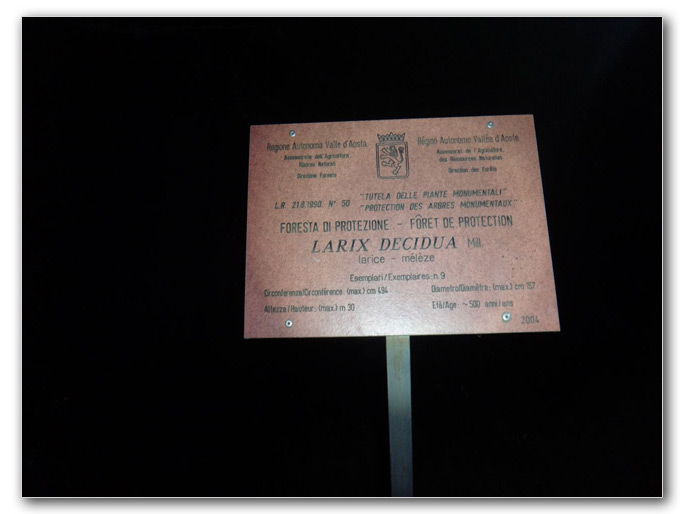 Regione Autonoma Valle d'Aosta
Assessorato dell'Agricoltura,
Risorse Naturali
Direzione Foreste
Région Autonome Vallée d'Aoste
Assessorat de l'Agriculture,
des Ressources Naturelles
Direction des Forêts
L.R. 21.8.1990, N° 50
"TUTELA DELLE PIANTE MONUMENTALI"
"PROTECTION DES ARBRES MONUMENTAUX"
FORESTA DI PROTEZIONE - FÔRET DE PROTECTION
LARIX DECIDUA Mill.
larice - mélèze
Esemplari/Exemplaires: n. 9
Circonferenza/Circonférence: (max.) cm 494
Diametro/Diamètre: (max.) cm 157
Altezza/Hauteur: (max.) m. 30
Età/Age: ~ 500 anni/ans
2004